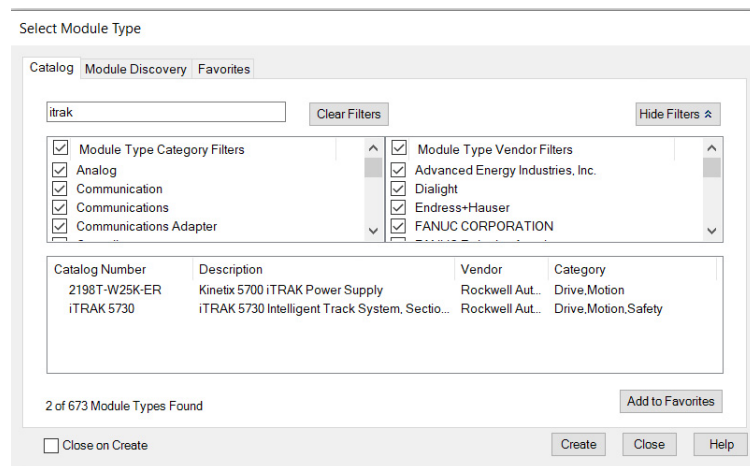 Select Module Type
Catalog Module Discovery Favorites
itrak Clear Filters Hide Filters
Module Type Category Filters
Analog
Communication
Communications
Communications Adapter
Module Type Vendor Filters
Advanced Energy Industries, Inc.
Dialight
Endress+Hauser
FANUC CORPORATION
Catalog Number Description Vendor Category
2198T-W25K-ER Kinetix 5700 iTRAK Power Supply Rockwell Aut... Drive,Motion
iTRAK 5730 iTRAK 5730 Intelligent Track System, Sectio... Rockwell Aut... Drive,Motion,Safety
2 of 673 Module Types Found Add to Favorites
Close on Create Create Close Help